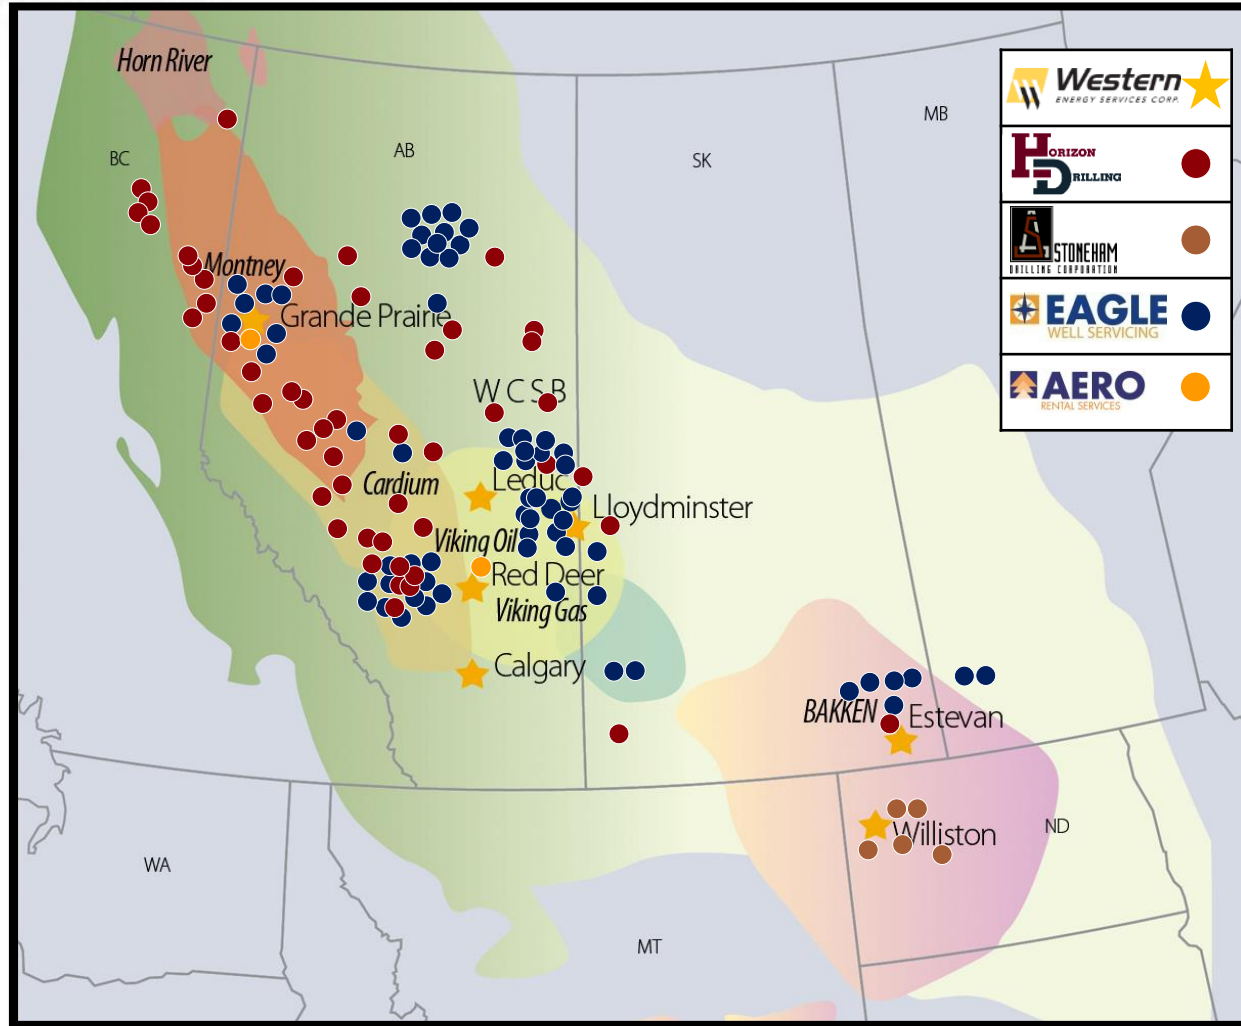 Horn River
BC
AB
SK
MB
Western
ENERGY SERVICES CORP.
HORIZON
DRILLING
STONEHAM
DRILLING CORPORATION
EAGLE
WELL SERVICING
AERO
RENTAL SERVICES
Montney
Grande Prairie
W C S B
Cardium
Leduc
Lloydminster
Viking Oil
Red Deer
Viking Gas
Calgary
BAKKEN
Estevan
Williston
ND
WA
MT